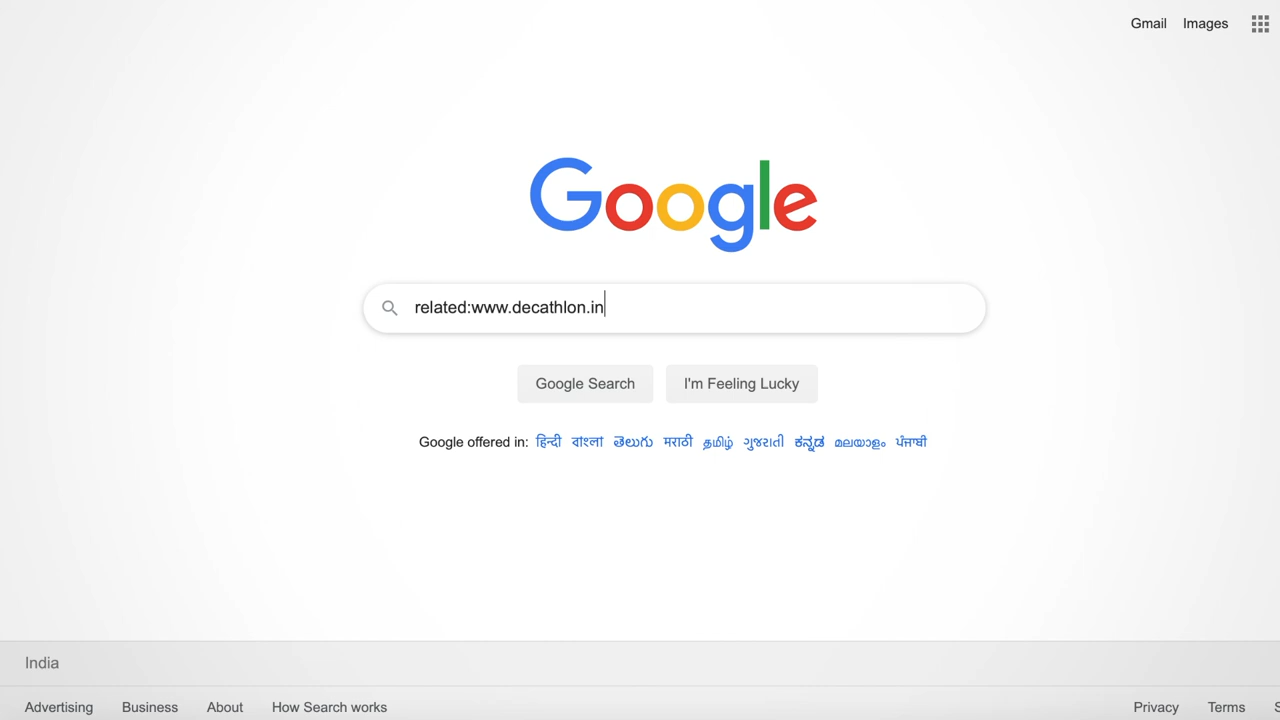 Gmail Images
Google
related:www.decathlon.in
Google Search I'm Feeling Lucky
Google offered in: हिन्दी বাংলা తెలుగు मराठी தமிழ் ગુજરાતી ಕನ್ನಡ മലയാളം ਪੰਜਾਬੀ
India
Advertising Business About How Search works Privacy Terms S